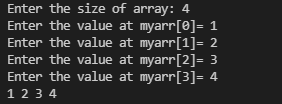 Enter the size of array: 4
Enter the value at myarr[0]= 1
Enter the value at myarr[1]= 2
Enter the value at myarr[2]= 3
Enter the value at myarr[3]= 4
1 2 3 4